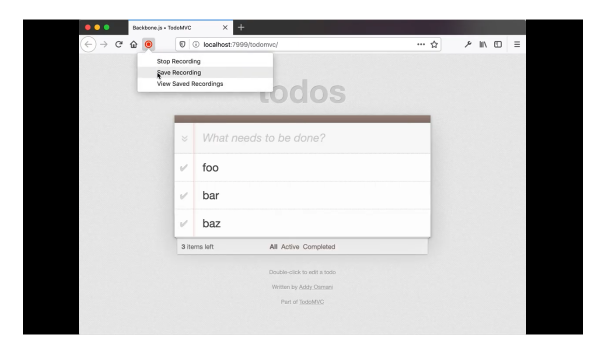 Backbone.js • TodoMVC
localhost:7999/todomvc/
Stop Recording
Save Recording
View Saved Recordings
todos
What needs to be done?
foo
bar
baz
3 items left All Active Completed
Double-click to edit a todo
Written by Addy Osmani
Part of TodoMVC